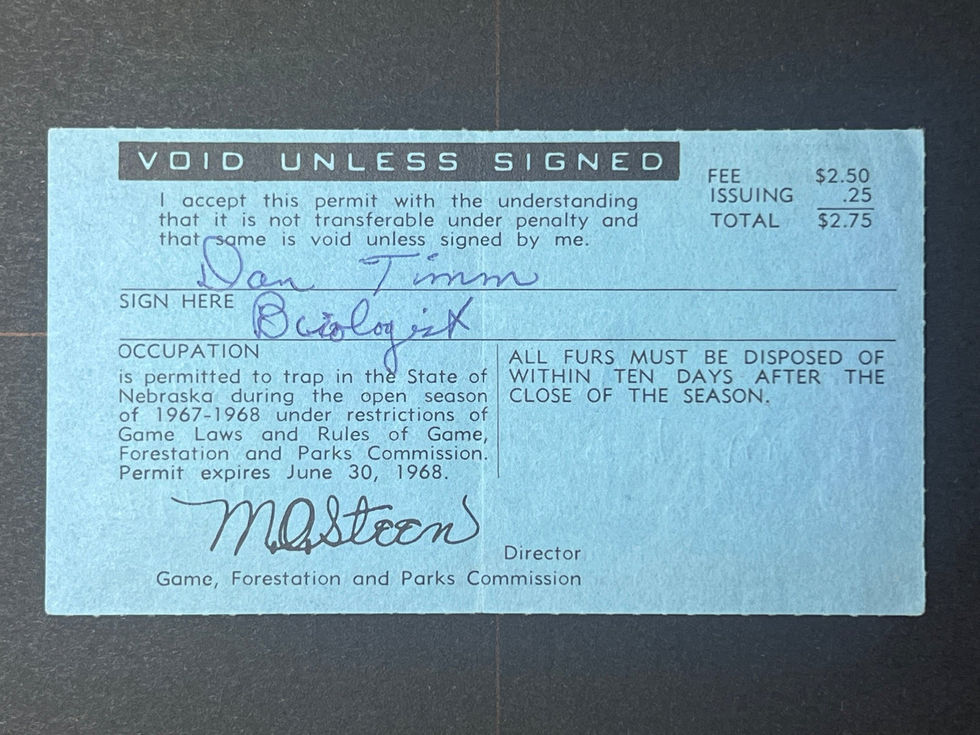 VOID UNLESS SIGNED
FEE $2.50
ISSUING .25
TOTAL $2.75
I accept this permit with the understanding
that it is not transferable under penalty and
that same is void unless signed by me.
Dan Timm
SIGN HERE
Biologist
OCCUPATION
is permitted to trap in the State of
Nebraska during the open season
of 1967-1968 under restrictions of
Game Laws and Rules of Game,
Forestation and Parks Commission.
Permit expires June 30, 1968.
ALL FURS MUST BE DISPOSED OF
WITHIN TEN DAYS AFTER THE
CLOSE OF THE SEASON.
M.O. Steen
Director
Game, Forestation and Parks Commission